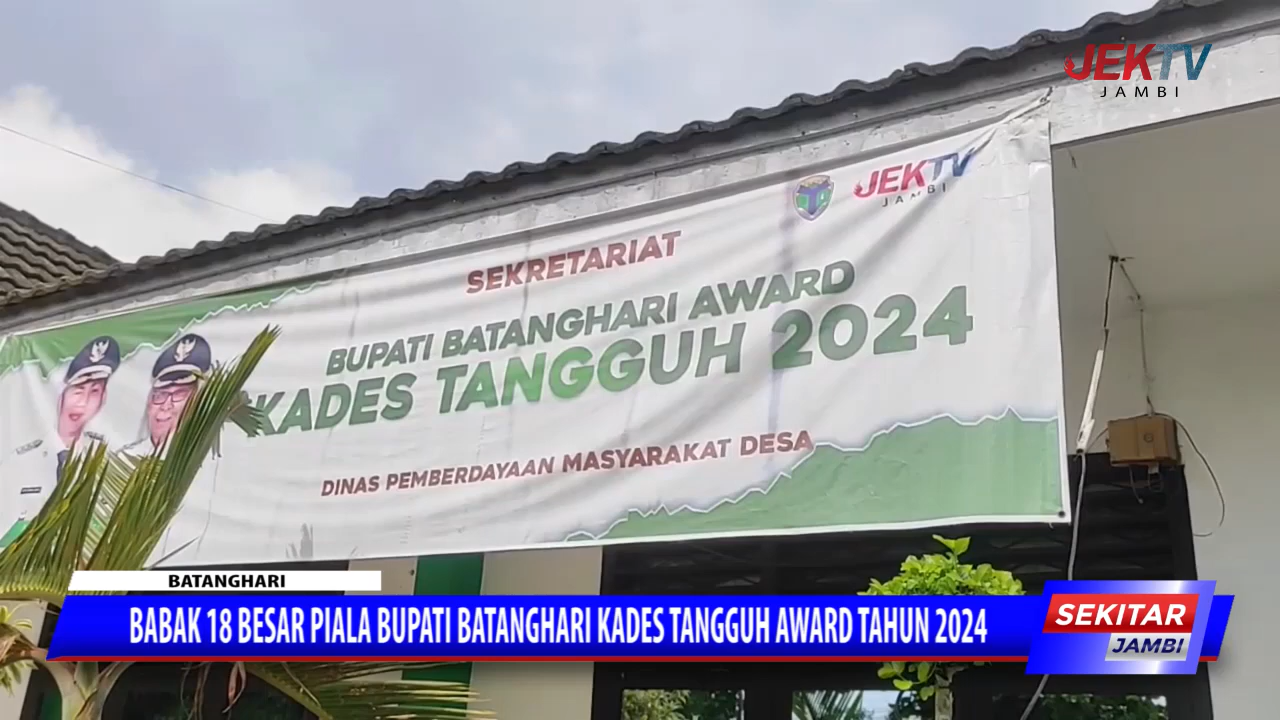 JEKTV
JAMBI
JEKTV
JAMBI
SEKRETARIAT
BUPATI BATANGHARI AWARD
KADES TANGGUH 2024
DINAS PEMBERDAYAAN MASYARAKAT DESA
BATANGHARI
BABAK 18 BESAR PIALA BUPATI BATANGHARI KADES TANGGUH AWARD TAHUN 2024
SEKITAR
JAMBI